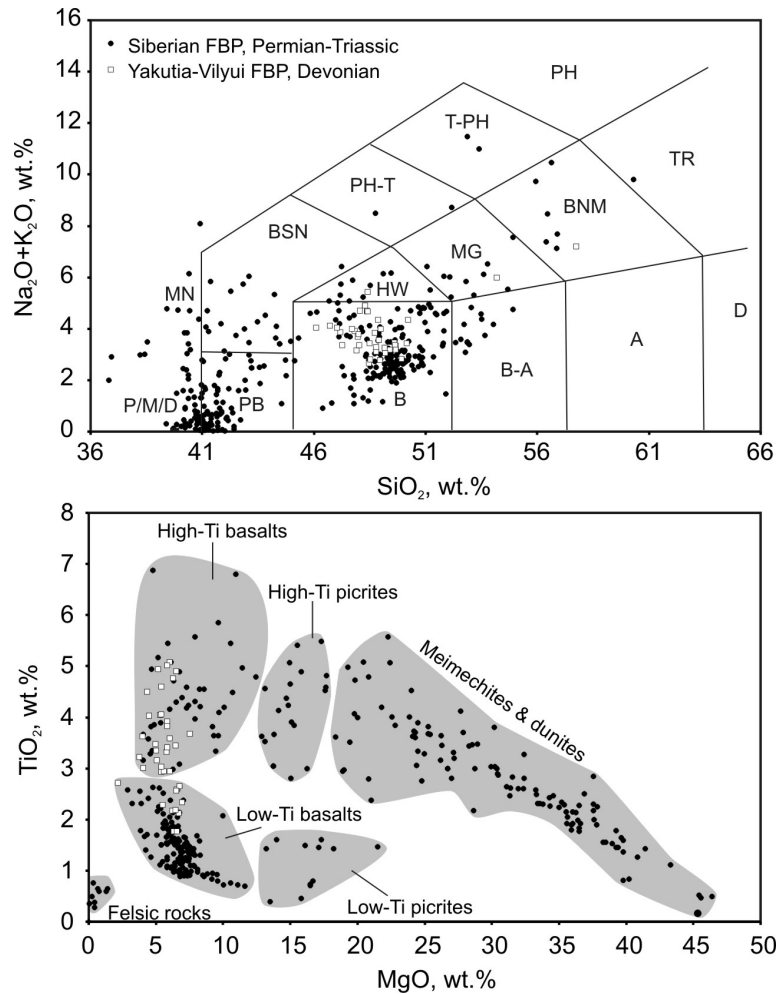 16
14
12
10
8
6
4
2
0
Na₂O+K₂O, wt.%
Siberian FBP, Permian-Triassic
Yakutia-Vilyui FBP, Devonian
PH
T-PH
TR
PH-T
BNM
BSN
MG
MN
HW
D
A
B-A
P/M/D
PB
B
36 41 46 51 56 61 66
SiO₂, wt.%
8
7
6
5
4
3
2
1
0
TiO₂, wt.%
High-Ti basalts
High-Ti picrites
Meimechites & dunites
Low-Ti basalts
Low-Ti picrites
Felsic rocks
0 5 10 15 20 25 30 35 40 45 50
MgO, wt.%